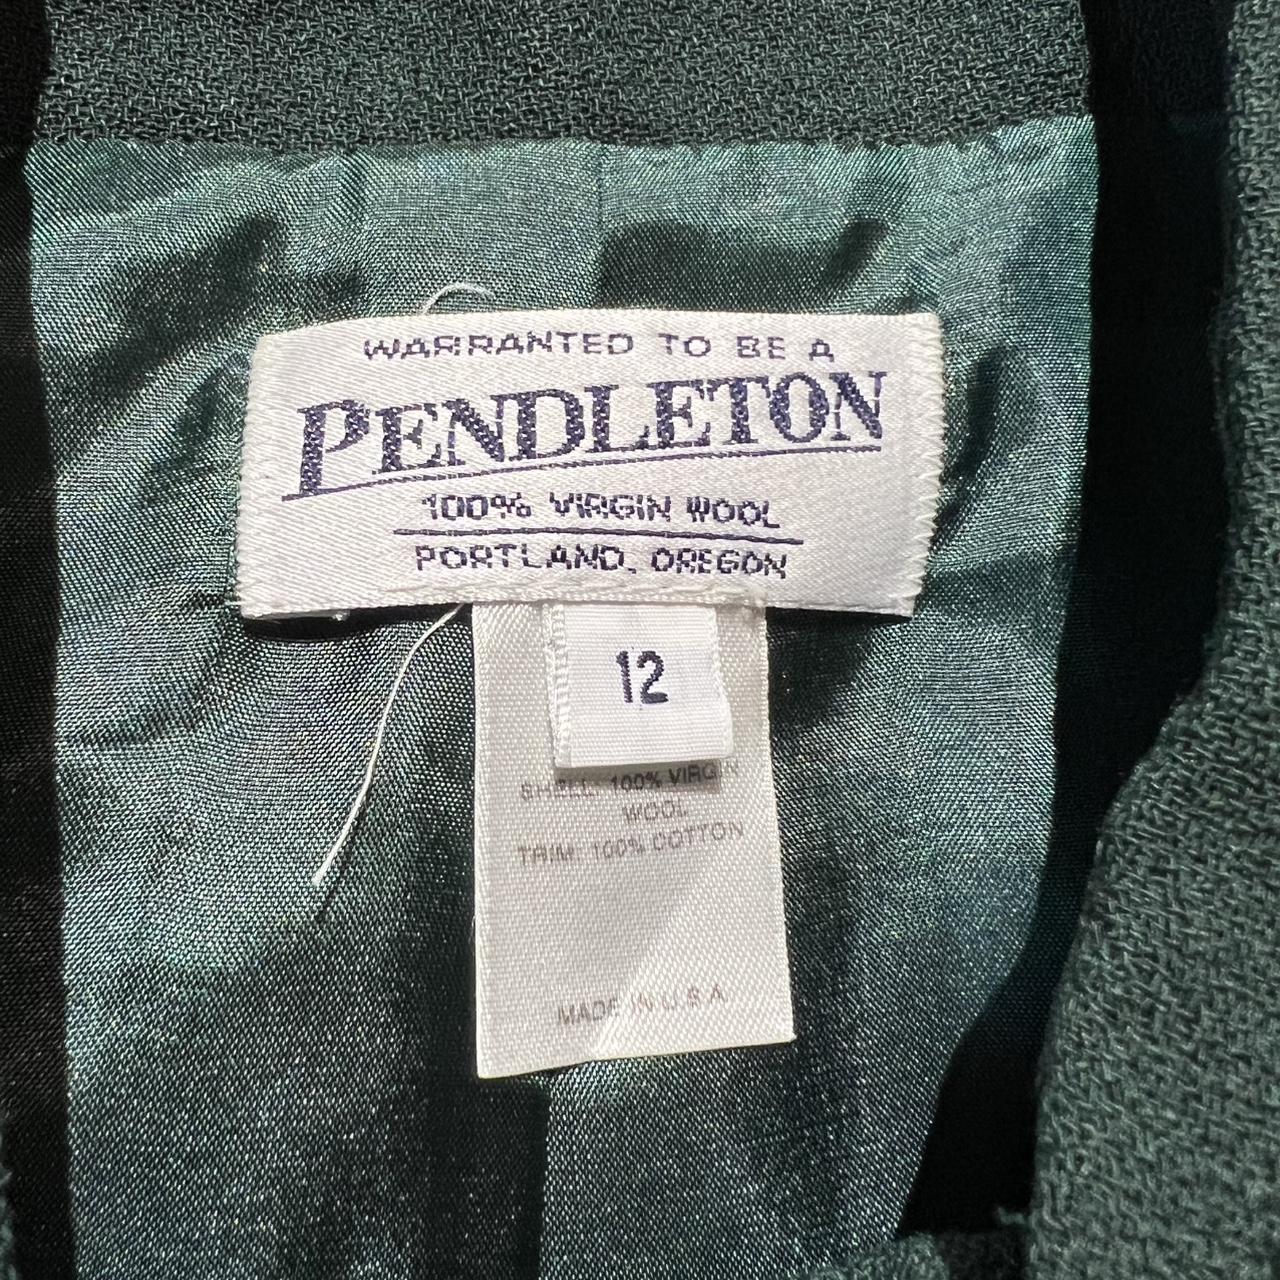 WARRANTED TO BE A
PENDLETON
100% VIRGIN WOOL
PORTLAND, OREGON
12
SHELL: 100% VIRGIN
WOOL
TRIM: 100% COTTON
MADE IN U.S.A.